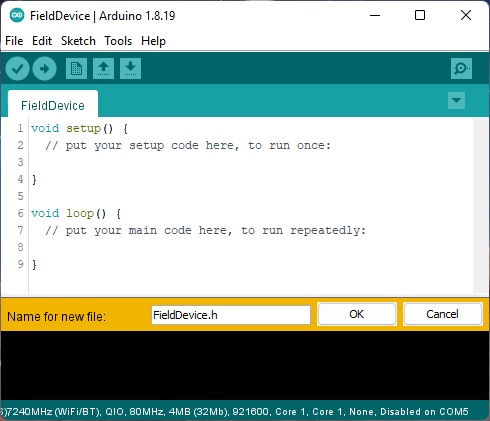 FieldDevice | Arduino 1.8.19
File Edit Sketch Tools Help
FieldDevice
1 void setup() {
2 // put your setup code here, to run once:
3
4 }
5
6 void loop() {
7 // put your main code here, to run repeatedly:
8
9 }
Name for new file: FieldDevice.h OK Cancel
)7240MHz (WiFi/BT), QIO, 80MHz, 4MB (32Mb), 921600, Core 1, Core 1, None, Disabled on COM5